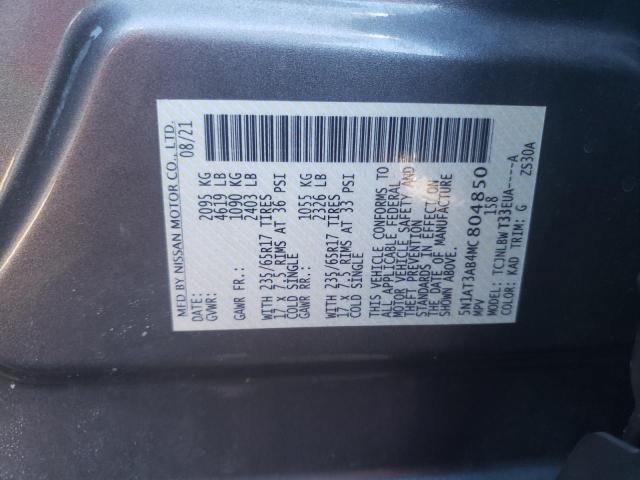 MFD BY NISSAN MOTOR CO., LTD.
DATE: 08/21
GVWR: 2095 KG
4619 LB
GAWR FR.: 1090 KG
2403 LB
WITH 235/65R17 TIRES
17 x 7.5 RIMS AT 36 PSI
COLD SINGLE
GAWR RR.: 1055 KG
2326 LB
WITH 235/65R17 TIRES
17 x 7.5 RIMS AT 33 PSI
COLD SINGLE
THIS VEHICLE CONFORMS TO
ALL APPLICABLE FEDERAL
MOTOR VEHICLE SAFETY AND
THEFT PREVENTION
STANDARDS IN EFFECT ON
THE DATE OF MANUFACTURE
SHOWN ABOVE.
5N1AT3AB4MC804850
MPV 158
MODEL: TCJNLBW T33EUA-----A
COLOR: KAD TRIM: G ZS30A